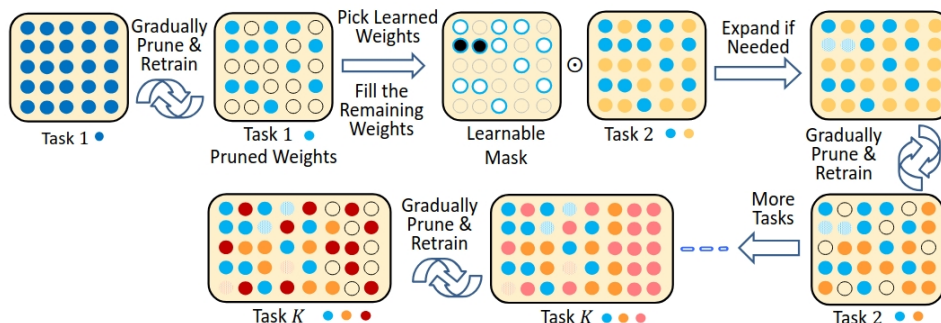 Gradually
Prune &
Retrain
Pick Learned
Weights
Fill the
Remaining
Weights
Expand if
Needed
Task 1
Task 1
Pruned Weights
Learnable
Mask
Task 2
Gradually
Prune &
Retrain
More
Tasks
Gradually
Prune &
Retrain
Task K
Task K
Task 2